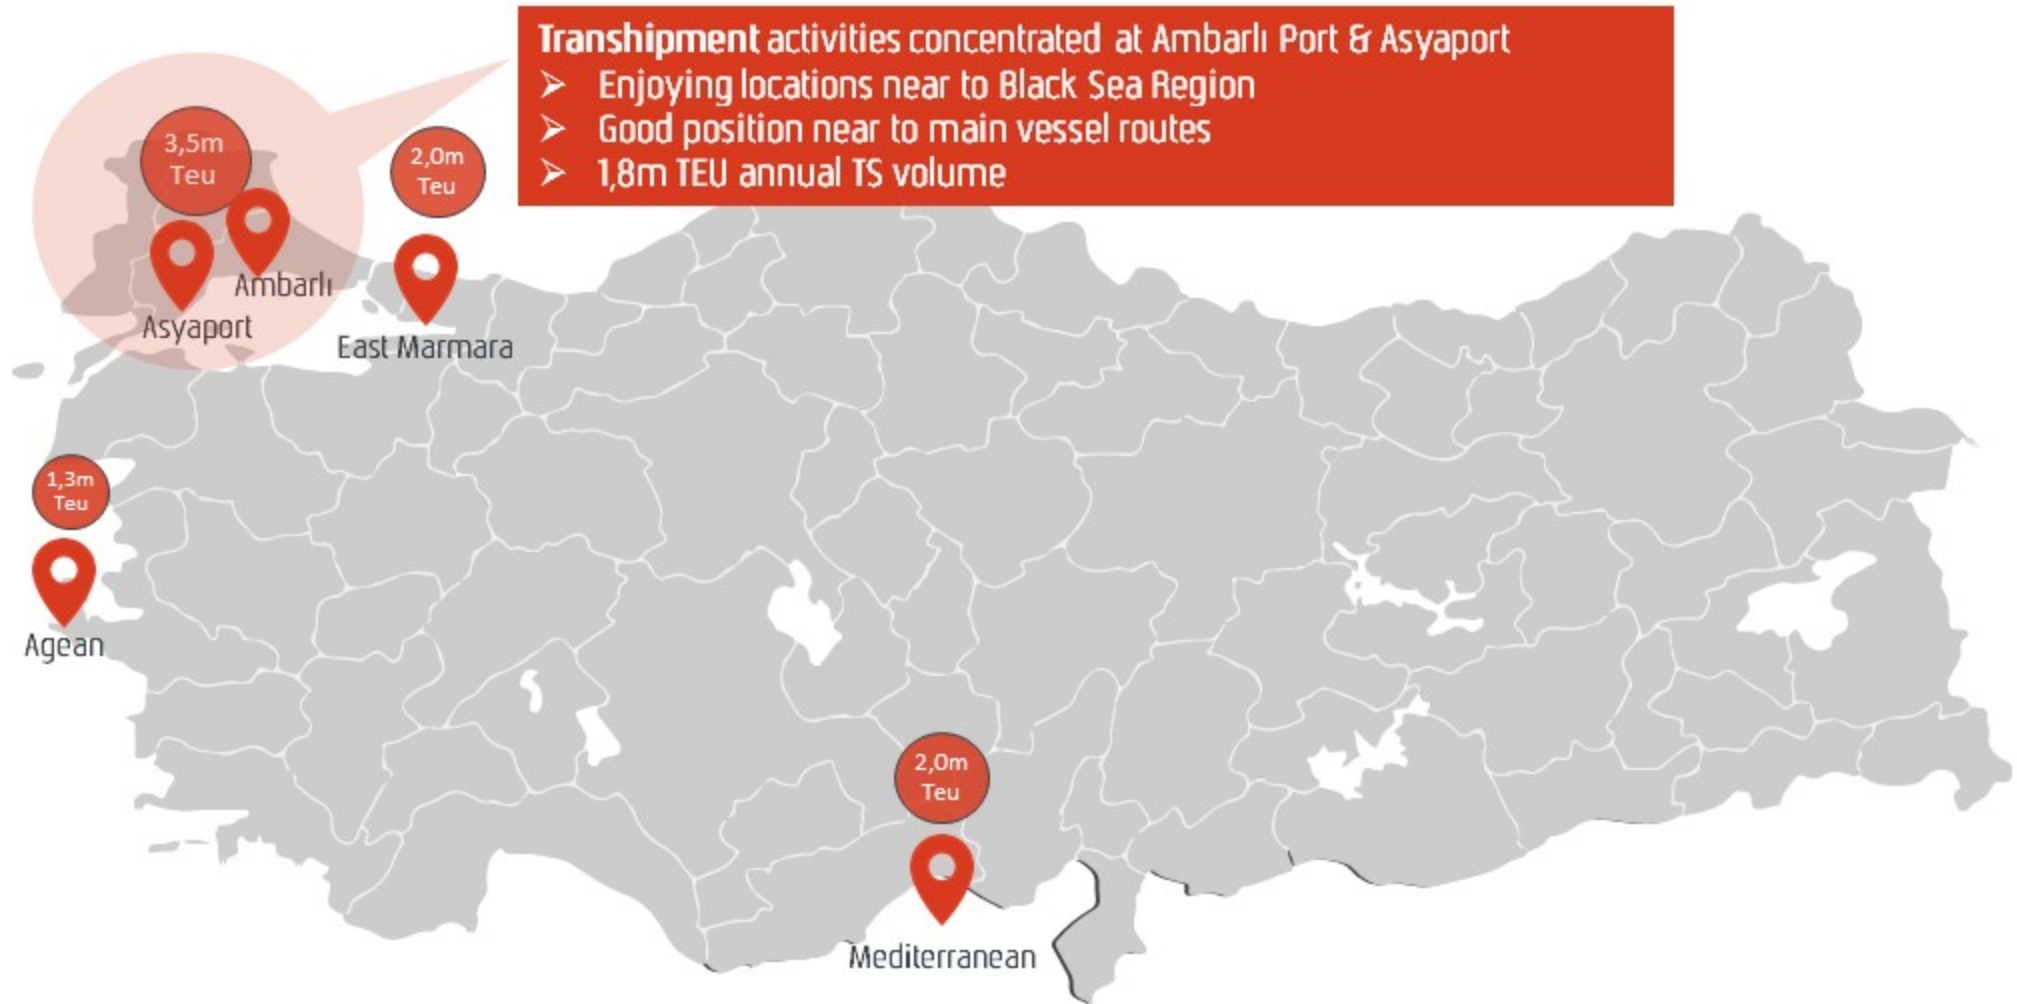 Transhipment activities concentrated at Ambarlı Port & Asyaport
➢ Enjoying locations near to Black Sea Region
➢ Good position near to main vessel routes
➢ 1,8m TEU annual TS volume
3,5m
Teu
2,0m
Teu
Ambarlı
Asyaport
East Marmara
1,3m
Teu
Agean
2,0m
Teu
Mediterranean